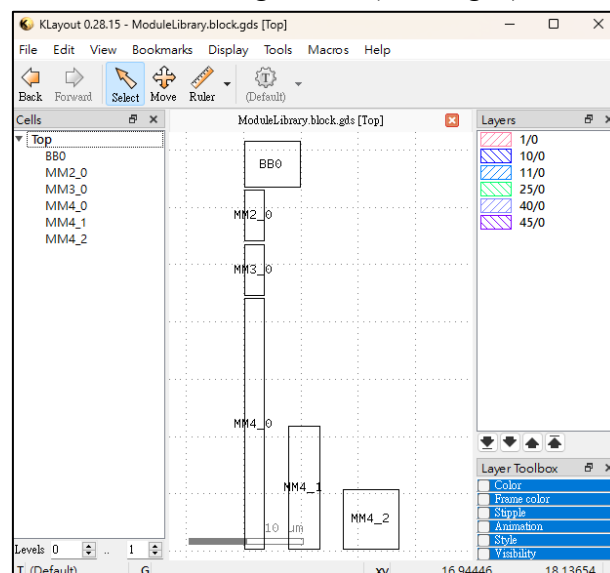 KLayout 0.28.15 - ModuleLibrary.block.gds [Top]
File Edit View Bookmarks Display Tools Macros Help
Back Forward Select Move Ruler (Default)
Cells
Top
BB0
MM2_0
MM3_0
MM4_0
MM4_1
MM4_2
Levels 0 .. 1
ModuleLibrary.block.gds [Top]
BB0
MM2_0
MM3_0
MM4_0
MM4_1
MM4_2
10 μm
Layers
1/0
10/0
11/0
25/0
40/0
45/0
Layer Toolbox
Color
Frame color
Stipple
Animation
Style
Visibility
T (Default) G xy 16.94446 18.13654